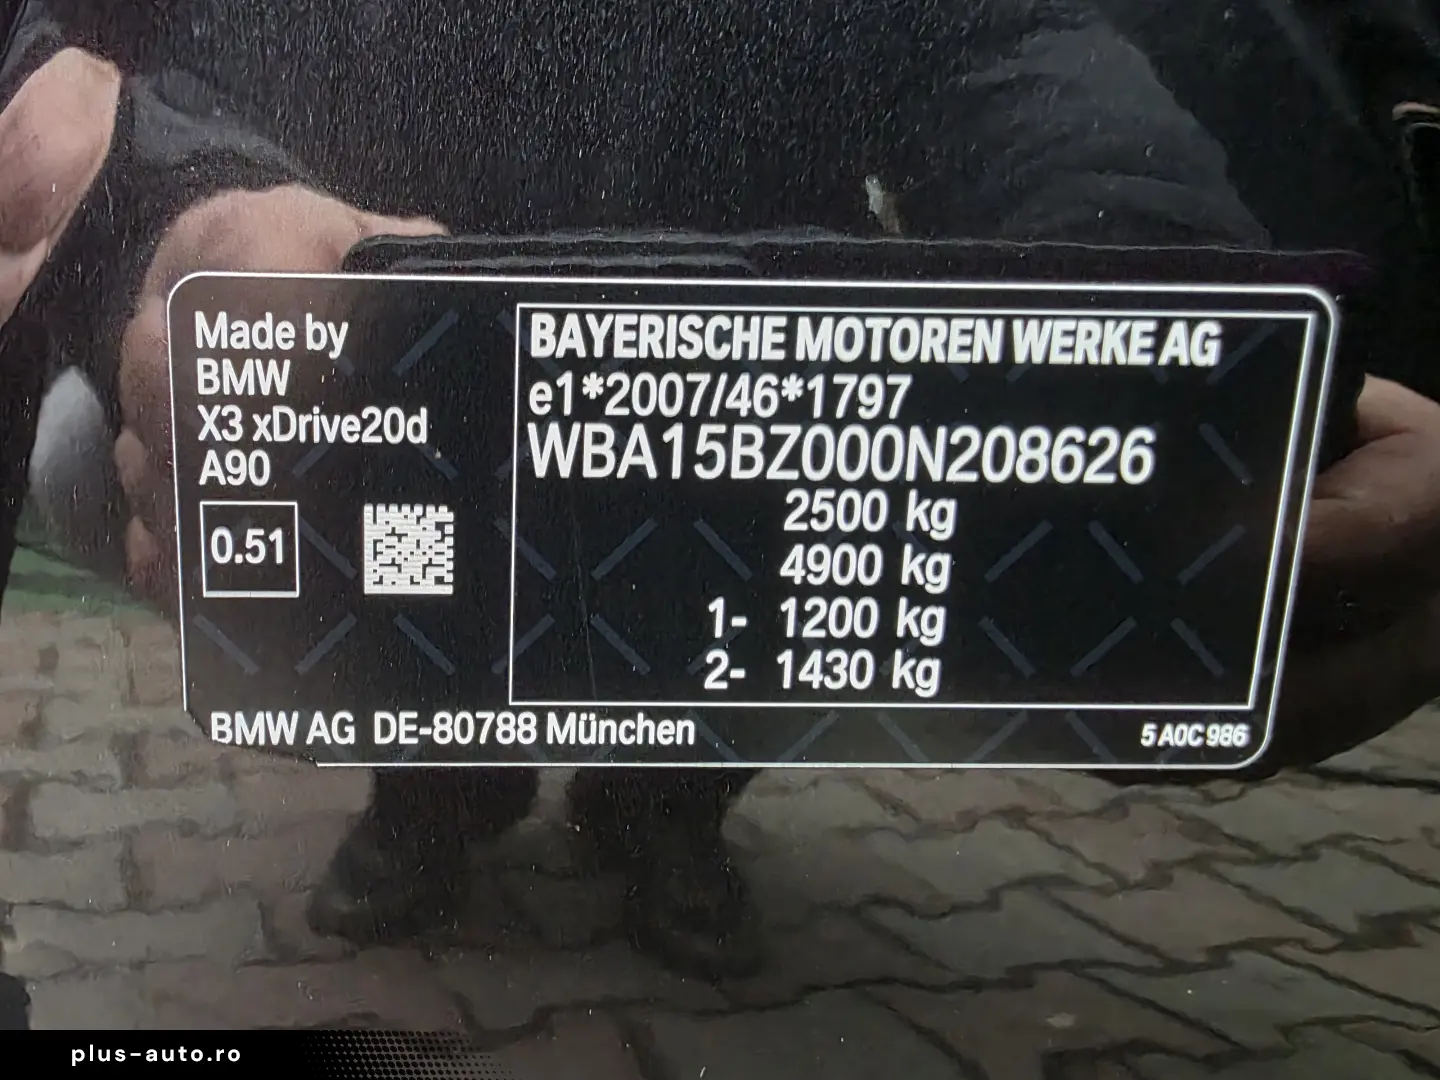 Made by
BMW
X3 xDrive20d
A90
0.51
BAYERISCHE MOTOREN WERKE AG
e1*2007/46*1797
WBA15BZ000N208626
2500 kg
4900 kg
1- 1200 kg
2- 1430 kg
BMW AG DE-80788 München
5 A0C 986
plus-auto.ro